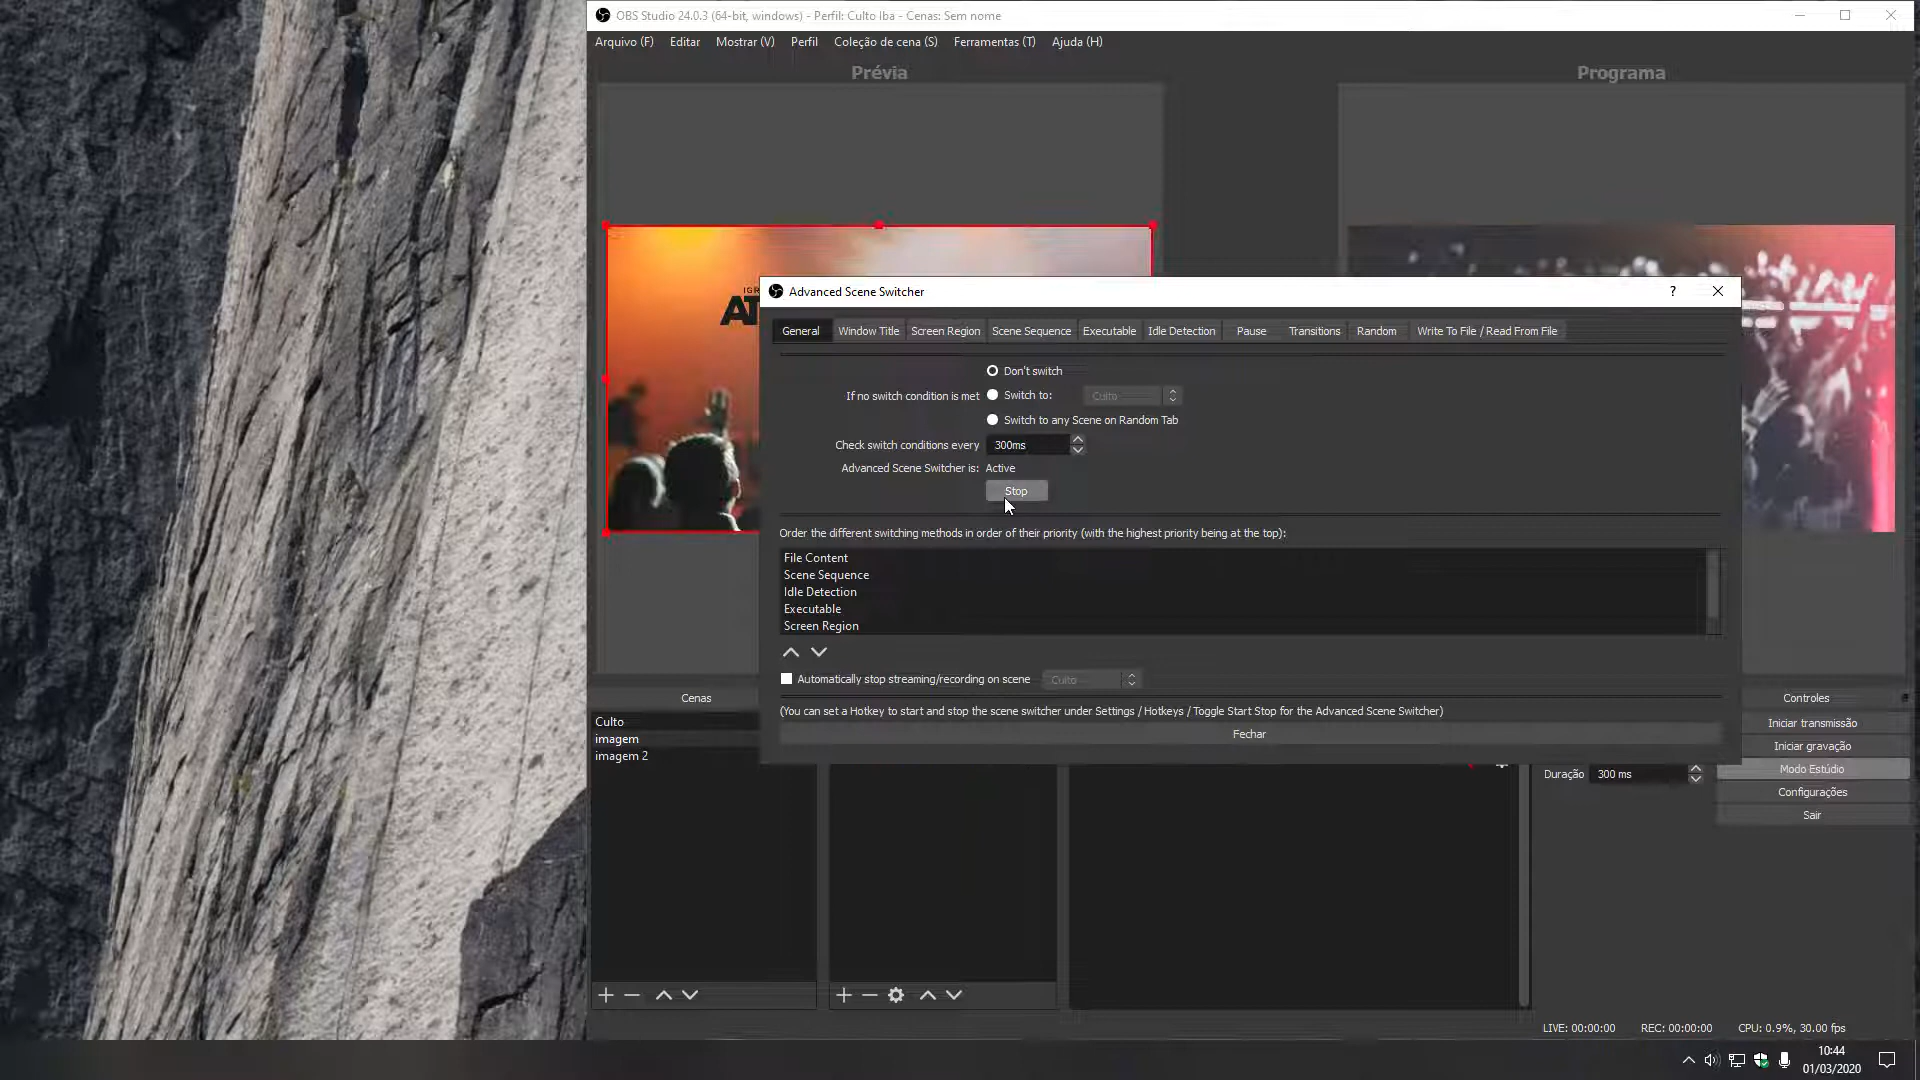 OBS Studio 24.0.3 (64-bit, windows) - Perfil: Culto Iba - Cenas: Sem nome
Arquivo (F) Editar Mostrar (V) Perfil Coleção de cena (S) Ferramentas (T) Ajuda (H)
Prévia
Programa
Advanced Scene Switcher
?
General Window Title Screen Region Scene Sequence Executable Idle Detection Pause Transitions Random Write To File / Read From File
Don't switch
If no switch condition is met
Switch to:
Culto
Switch to any Scene on Random Tab
Check switch conditions every 300ms
Advanced Scene Switcher is: Active
Stop
Order the different switching methods in order of their priority (with the highest priority being at the top):
File Content
Scene Sequence
Idle Detection
Executable
Screen Region
Automatically stop streaming/recording on scene Culto
(You can set a Hotkey to start and stop the scene switcher under Settings / Hotkeys / Toggle Start Stop for the Advanced Scene Switcher)
Fechar
Cenas
Culto
imagem
imagem 2
Controles
Iniciar transmissão
Iniciar gravação
Modo Estúdio
Configurações
Sair
Duração 300 ms
LIVE: 00:00:00 REC: 00:00:00 CPU: 0.9%, 30.00 fps
10:44
01/03/2020